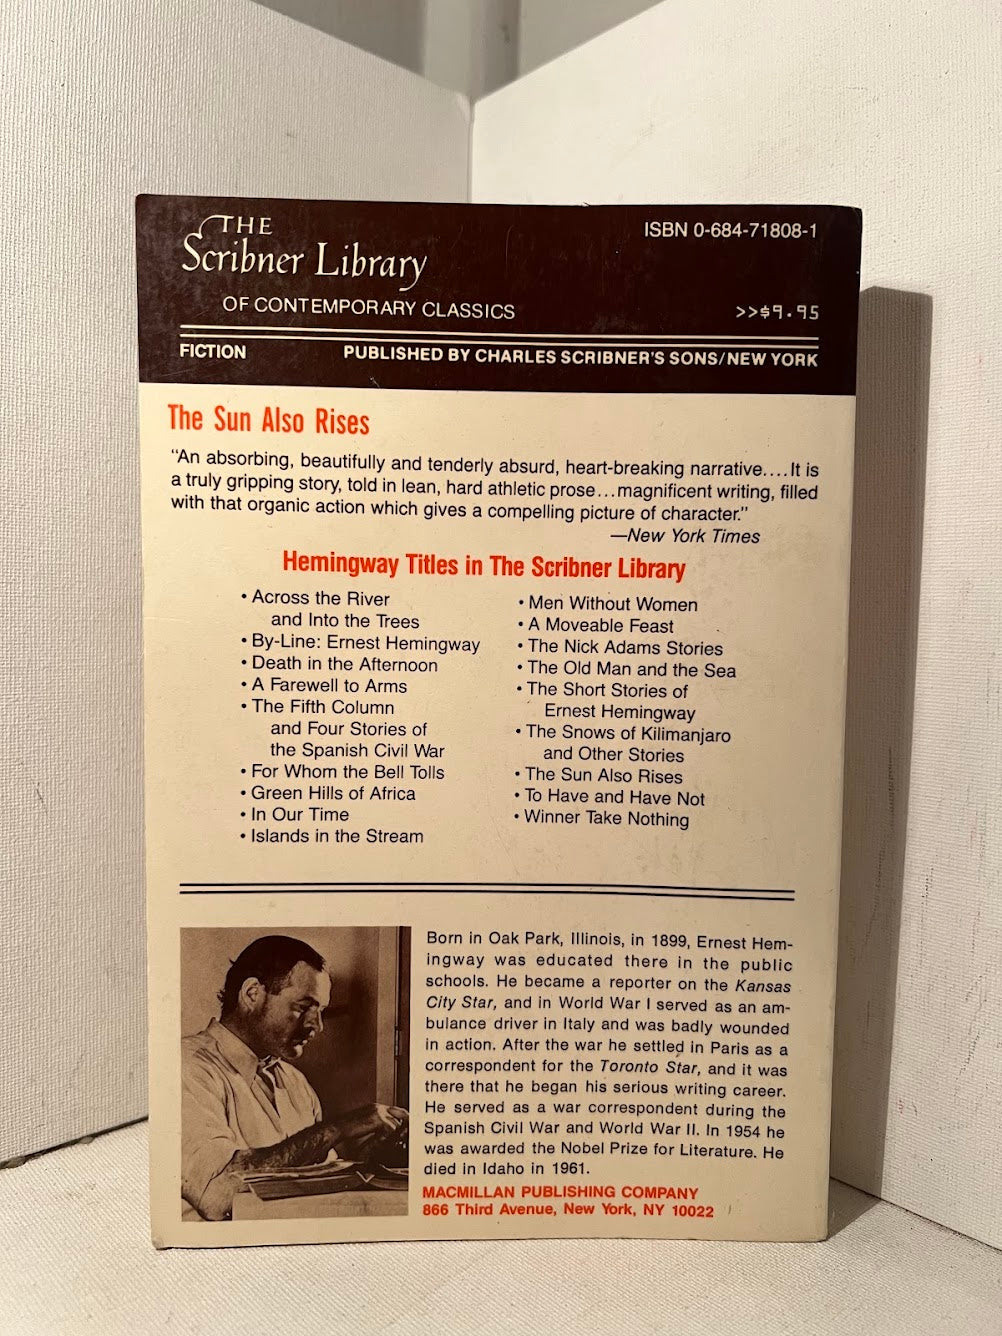 THE
Scribner Library
OF CONTEMPORARY CLASSICS
ISBN 0-684-71808-1
>>$9.95
FICTION
PUBLISHED BY CHARLES SCRIBNER'S SONS/NEW YORK
The Sun Also Rises
“An absorbing, beautifully and tenderly absurd, heart-breaking narrative....It is
a truly gripping story, told in lean, hard athletic prose...magnificent writing, filled
with that organic action which gives a compelling picture of character.”
—New York Times
Hemingway Titles in The Scribner Library
• Across the River
and Into the Trees
• By-Line: Ernest Hemingway
• Death in the Afternoon
• A Farewell to Arms
• The Fifth Column
and Four Stories of
the Spanish Civil War
• For Whom the Bell Tolls
• Green Hills of Africa
• In Our Time
• Islands in the Stream
• Men Without Women
• A Moveable Feast
• The Nick Adams Stories
• The Old Man and the Sea
• The Short Stories of
Ernest Hemingway
• The Snows of Kilimanjaro
and Other Stories
• The Sun Also Rises
• To Have and Have Not
• Winner Take Nothing
Born in Oak Park, Illinois, in 1899, Ernest Hem-
ingway was educated there in the public
schools. He became a reporter on the Kansas
City Star, and in World War I served as an am-
bulance driver in Italy and was badly wounded
in action. After the war he settled in Paris as a
correspondent for the Toronto Star, and it was
there that he began his serious writing career.
He served as a war correspondent during the
Spanish Civil War and World War II. In 1954 he
was awarded the Nobel Prize for Literature. He
died in Idaho in 1961.
MACMILLAN PUBLISHING COMPANY
866 Third Avenue, New York, NY 10022